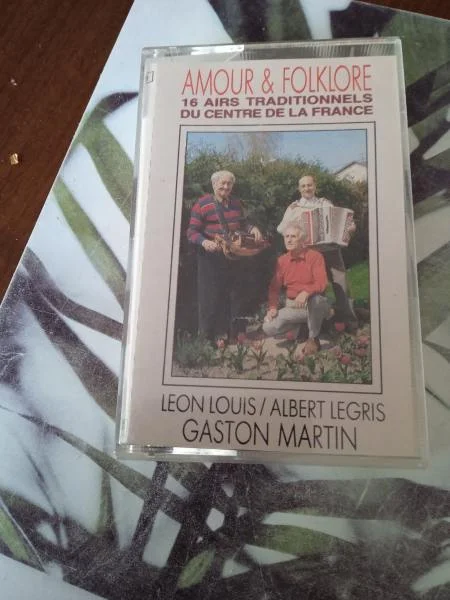 AMOUR & FOLKLORE
16 AIRS TRADITIONNELS
DU CENTRE DE LA FRANCE
LEON LOUIS / ALBERT LEGRIS
GASTON MARTIN